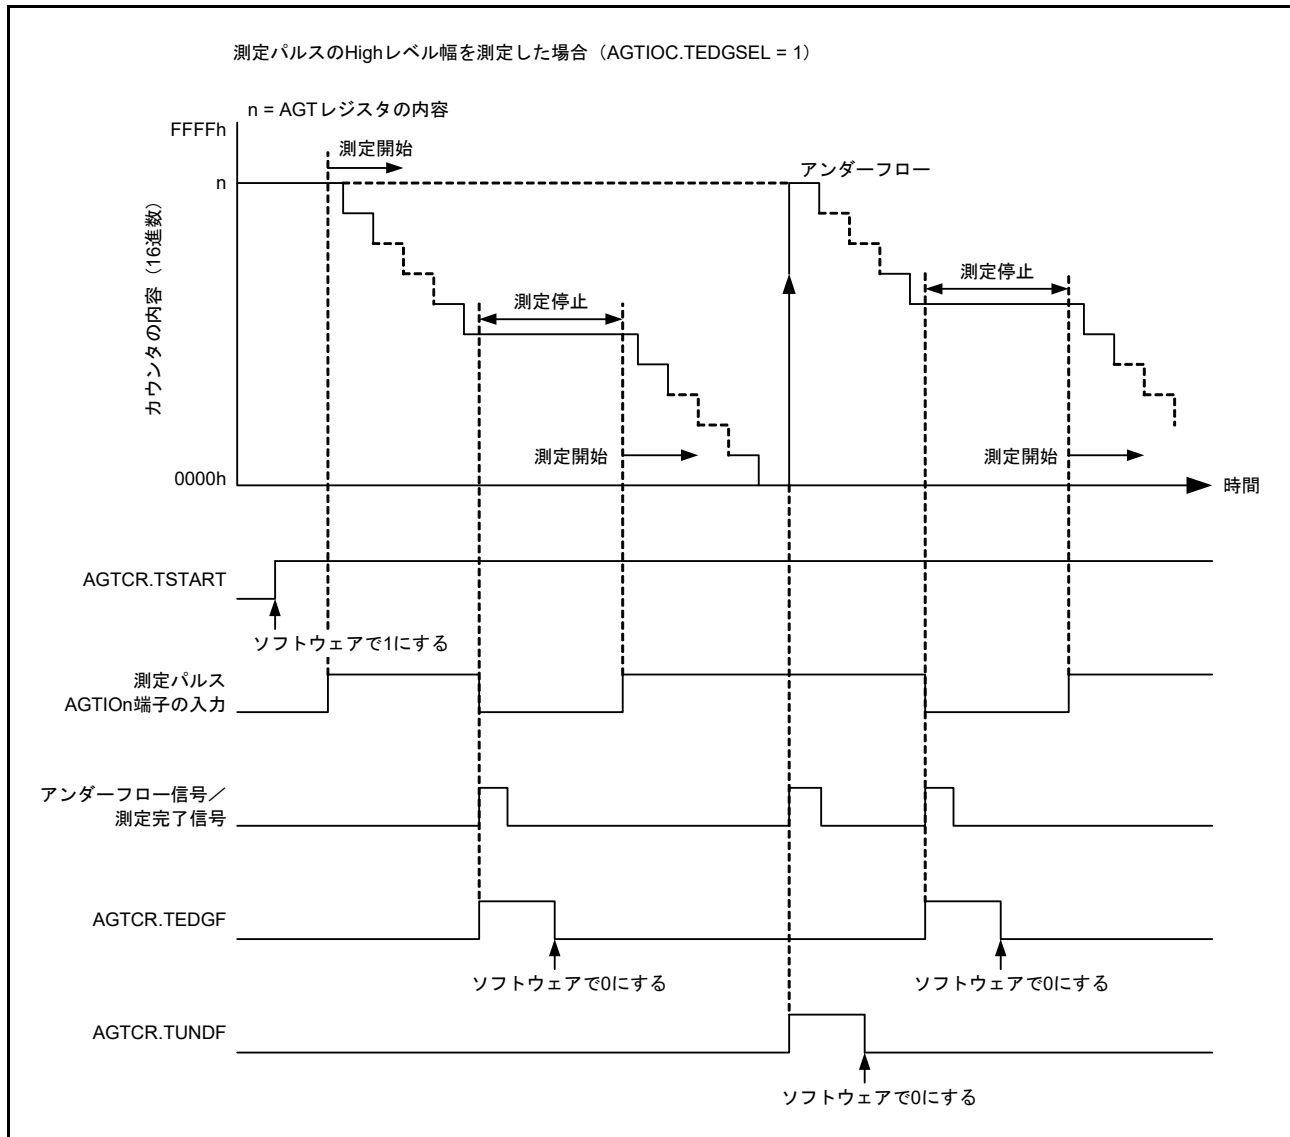 測定パルスのHighレベル幅を測定した場合（AGTIOC.TEDGSEL = 1）
n = AGTレジスタの内容
FFFFh
測定開始
アンダーフロー
n
カウンタの内容（16進数）
測定停止
測定停止
測定開始
測定開始
0000h
時間
AGTCR.TSTART
ソフトウェアで1にする
測定パルス
AGTIOn端子の入力
アンダーフロー信号／
測定完了信号
AGTCR.TEDGF
ソフトウェアで0にする
ソフトウェアで0にする
AGTCR.TUNDF
ソフトウェアで0にする